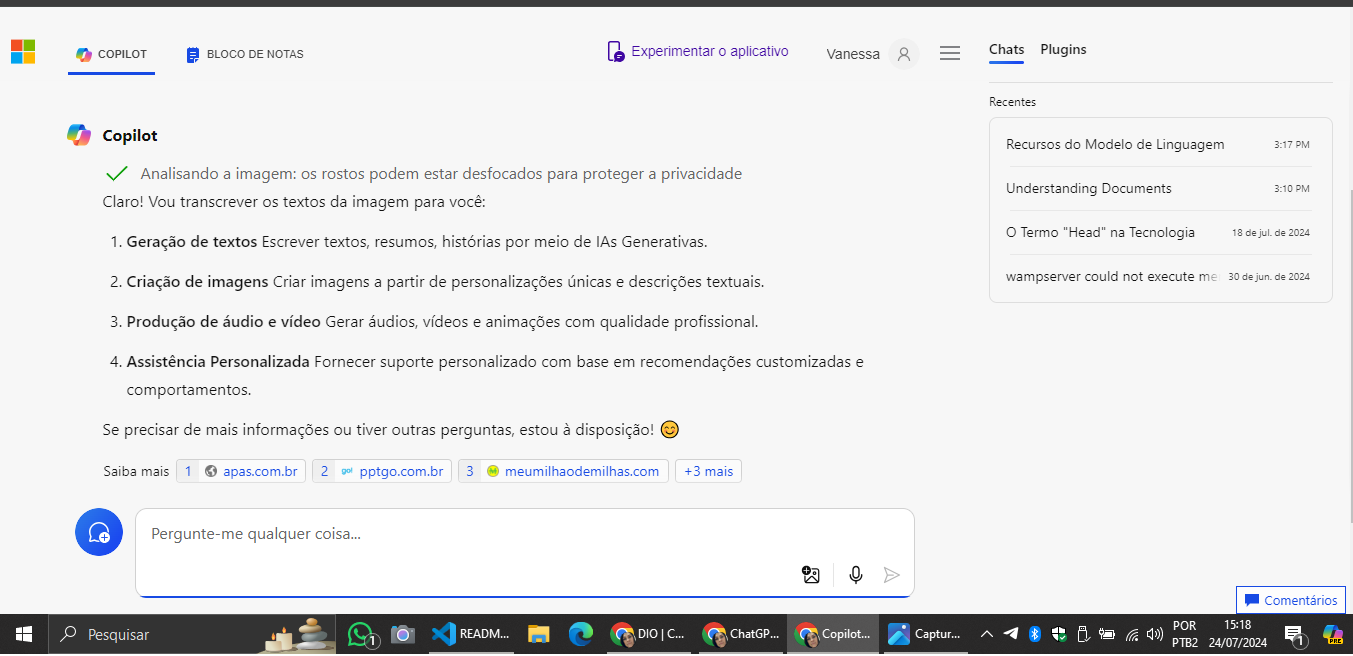 COPILOT
BLOCO DE NOTAS
Experimentar o aplicativo
Vanessa
Chats Plugins
Copilot
Analisando a imagem: os rostos podem estar desfocados para proteger a privacidade
Claro! Vou transcrever os textos da imagem para você:
1. Geração de textos Escrever textos, resumos, histórias por meio de IAs Generativas.
2. Criação de imagens Criar imagens a partir de personalizações únicas e descrições textuais.
3. Produção de áudio e vídeo Gerar áudios, vídeos e animações com qualidade profissional.
4. Assistência Personalizada Fornecer suporte personalizado com base em recomendações customizadas e
comportamentos.
Se precisar de mais informações ou tiver outras perguntas, estou à disposição!
Saiba mais 1 apas.com.br 2 go! pptgo.com.br 3 meumilhaodemilhas.com +3 mais
Pergunte-me qualquer coisa...
Recentes
Recursos do Modelo de Linguagem 3:17 PM
Understanding Documents 3:10 PM
O Termo "Head" na Tecnologia 18 de jul. de 2024
wampserver could not execute me 30 de jun. de 2024
Comentários
Pesquisar
1
READM...
DIO | C...
ChatGP...
Copilot...
Captur...
POR
PTB2
15:18
24/07/2024
1
PRE